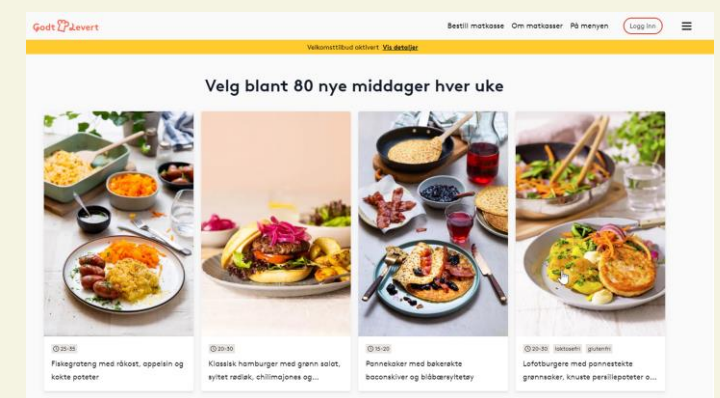 Godt Levert
Bestill matkasse Om matkasser På menyen Logg inn
Velkomsttilbud aktivert Vis detaljer
Velg blant 80 nye middager hver uke
25-35
Fiskegrateng med råkost, appelsin og
kokte poteter
20-30
Klassisk hamburger med grønn salat,
syltet rødløk, chilimajones og...
15-20
Pannekaker med bøkerøkte
baconskiver og blåbærsyltetøy
20-30 laktosefri glutenfri
Lofotburgere med pannestekte
grønnsaker, knuste persillepoteter o...